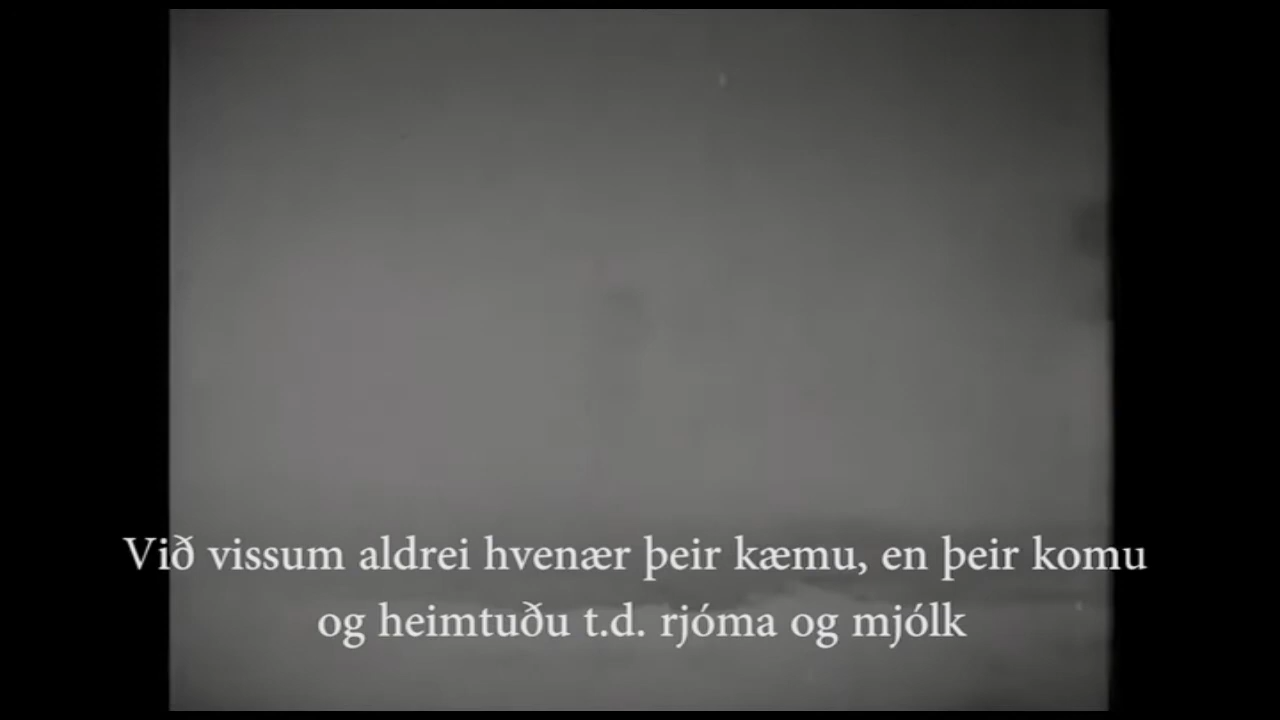 Við vissum aldrei hvenær þeir kæmu, en þeir komu
og heimtuðu t.d. rjóma og mjólk